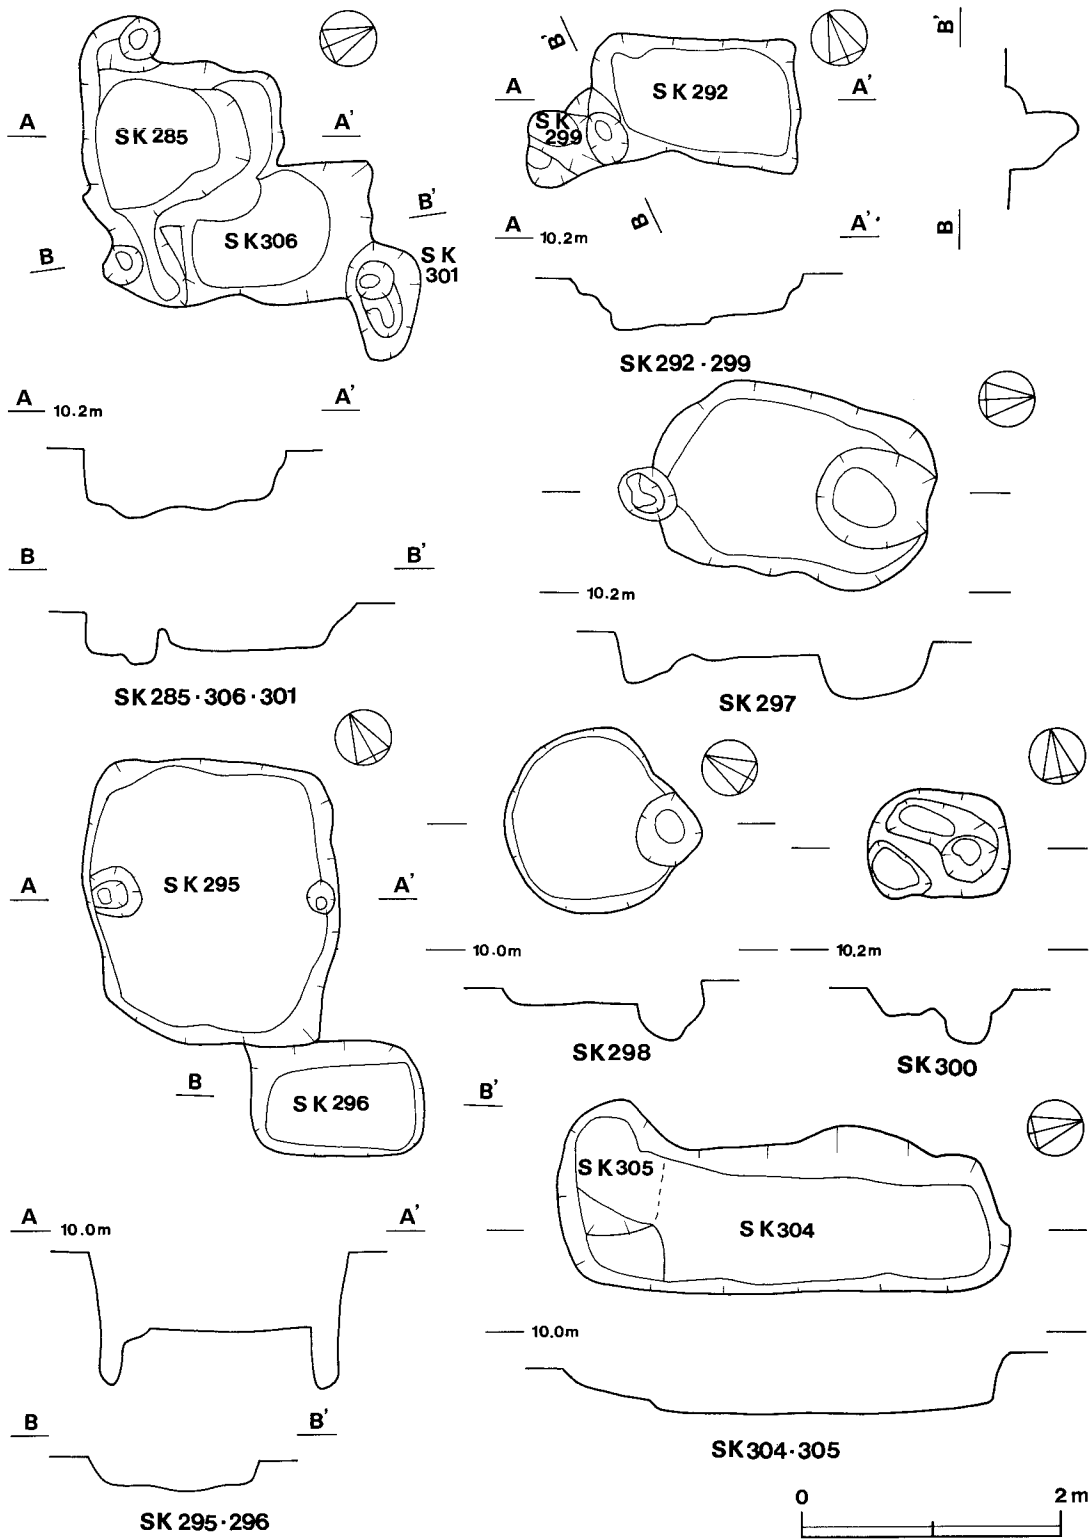 SK285
A
A'
B
B'
SK306
SK
301
A
10.2m
A'
B
B'
SK285·306·301
B'
A
A'
SK292
SK
299
B
A
10.2m
A'
B'
B
SK292·299
10.2m
SK297
A
A'
SK295
B
B'
SK296
A
10.0m
A'
B
B'
SK295·296
10.0m
SK298
10.2m
SK300
SK305
SK304
10.0m
SK304·305
0
2m